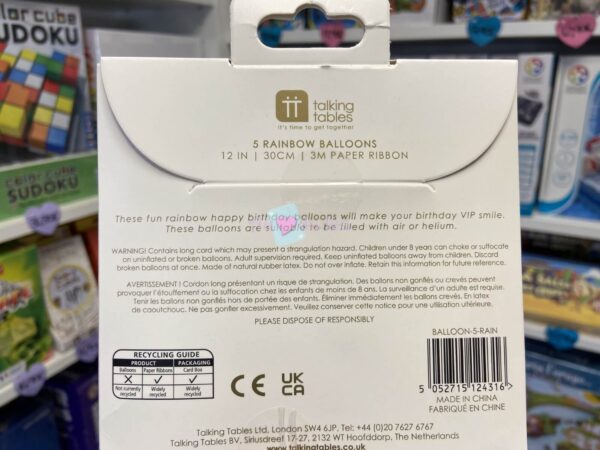 color cube
SUDOKU
color cube
SUDOKU
talking
tables
it's time to get together
5 RAINBOW BALLOONS
12 IN | 30CM | 3M PAPER RIBBON
These fun rainbow happy birthday balloons will make your birthday VIP smile.
These balloons are suitable to be filled with air or helium.
WARNING! Contains long cord which may present a strangulation hazard. Children under 8 years can choke or suffocate
on uninflated or broken balloons. Adult supervision required. Keep uninflated balloons away from children. Discard
broken balloons at once. Made of natural rubber latex. Do not over inflate. Retain this information for future reference.
AVERTISSEMENT ! Cordon long présentant un risque de strangulation. Des ballons non gonflés ou crevés peuvent
provoquer l'étouffement ou la suffocation chez les enfants de moins de 8 ans. La surveillance d'un adulte est requise.
Tenir les ballons non gonflés hors de portée des enfants. Éliminer immédiatement les ballons crevés. En latex
de caoutchouc. Ne pas gonfler excessivement. Veuillez conserver cette notice pour une utilisation ultérieure.
PLEASE DISPOSE OF RESPONSIBLY
RECYCLING GUIDE
PRODUCT PACKAGING
Balloons Paper Ribbons Card Box
Not currently recycled Widely recycled Widely recycled
CE UK CA
BALLOON-5-RAIN
5 052715 124316 >
MADE IN CHINA
FABRIQUÉ EN CHINE
Talking Tables Ltd, London SW4 6JP, Tel: +44 (0)20 7627 6767
Talking Tables BV, Siriusdreef 17-27, 2132 WT Hoofddorp, The Netherlands
www.talkingtables.co.uk